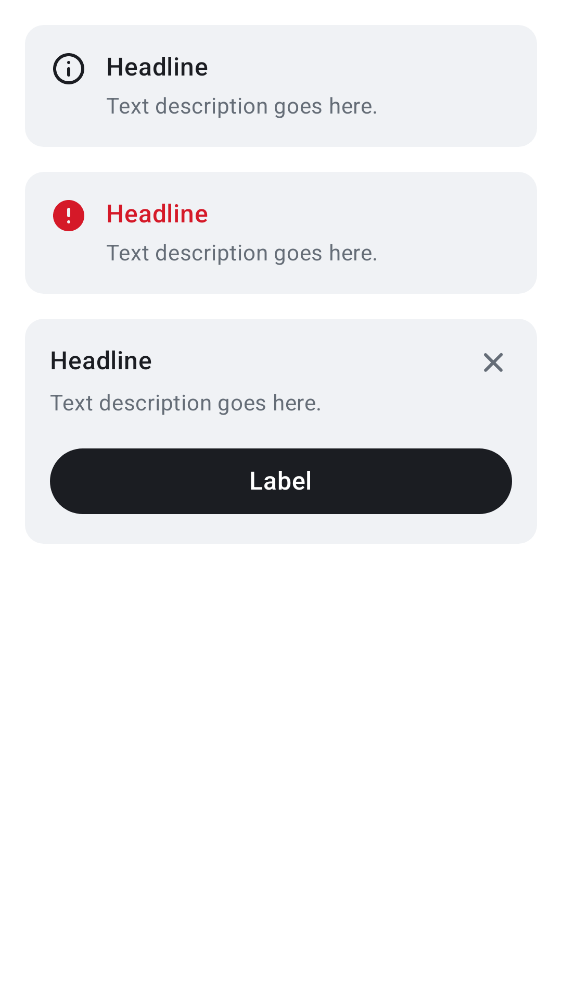 Headline
Text description goes here.
Headline
Text description goes here.
Headline
Text description goes here.
Label